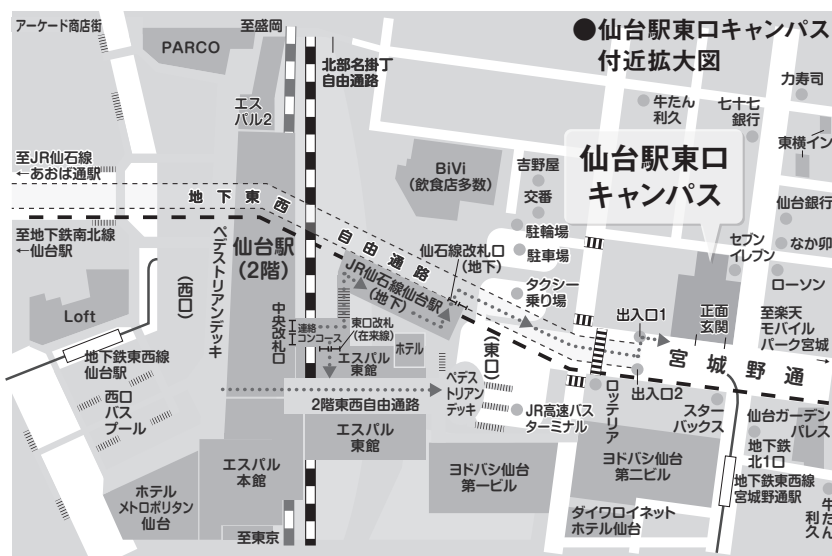 ●仙台駅東口キャンパス
付近拡大図
アーケード商店街
PARCO
至盛岡
北部名掛丁
自由通路
エス
パル2
至JR仙石線
←あおば通駅
地下東西自由通路
至地下鉄南北線
←仙台駅
ペデストリアンデッキ
(西口)
仙台駅
(2階)
Loft
地下鉄東西線
仙台駅
西口
バス
プール
中央改札口
連絡
コンコース
東口改札
(在来線)
エスパル
東館
ホテル
JR仙石線仙台駅
(地下)
仙石線改札口
(地下)
2階東西自由通路
エスパル
東館
エスパル
本館
ホテル
メトロポリタン
仙台
至東京
BiVi
(飲食店多数)
吉野屋
交番
駐輪場
駐車場
タクシー
乗り場
(東口)
ペデス
トリアン
デッキ
JR高速バス
ターミナル
ヨドバシ仙台
第一ビル
牛たん
利久
七十七
銀行
力寿司
東横イン
仙台駅東口
キャンパス
仙台銀行
なか卯
セブン
イレブン
ローソン
出入口1
正面
玄関
至楽天
モバイル
パーク宮城
宮城野通
出入口2
ロッテリア
スター
バックス
仙台ガーデン
パレス
地下鉄
北1口
地下鉄東西線
宮城野通駅
ヨドバシ仙台
第二ビル
ダイワロイネット
ホテル仙台
牛たん
利久